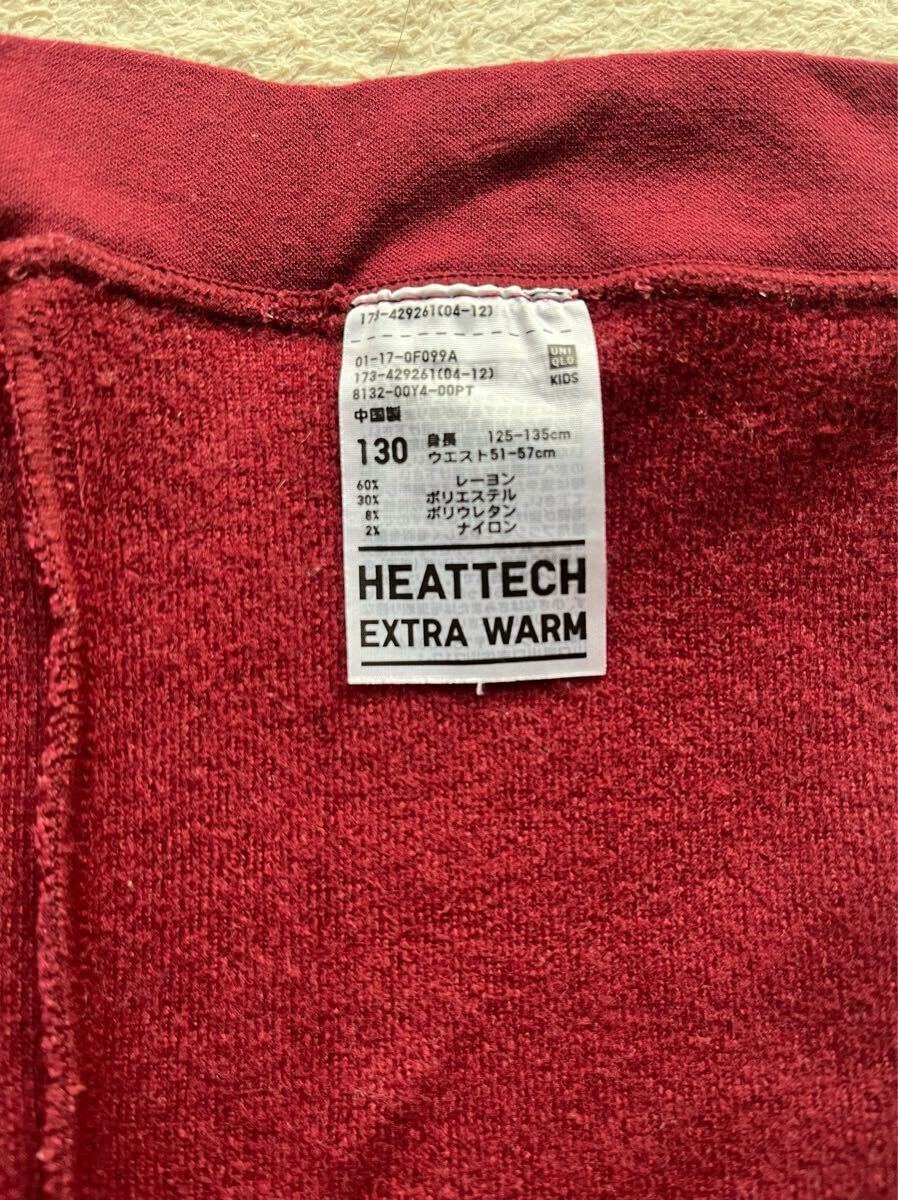 173-429261(04-12)
01-17-0F099A
173-429261(04-12)
8132-00Y4-00PT
UNI
QLO
KIDS
中国製
130 身長 125-135cm
ウエスト51-57cm
60% レーヨン
30% ポリエステル
8% ポリウレタン
2% ナイロン
HEATTECH
EXTRA WARM